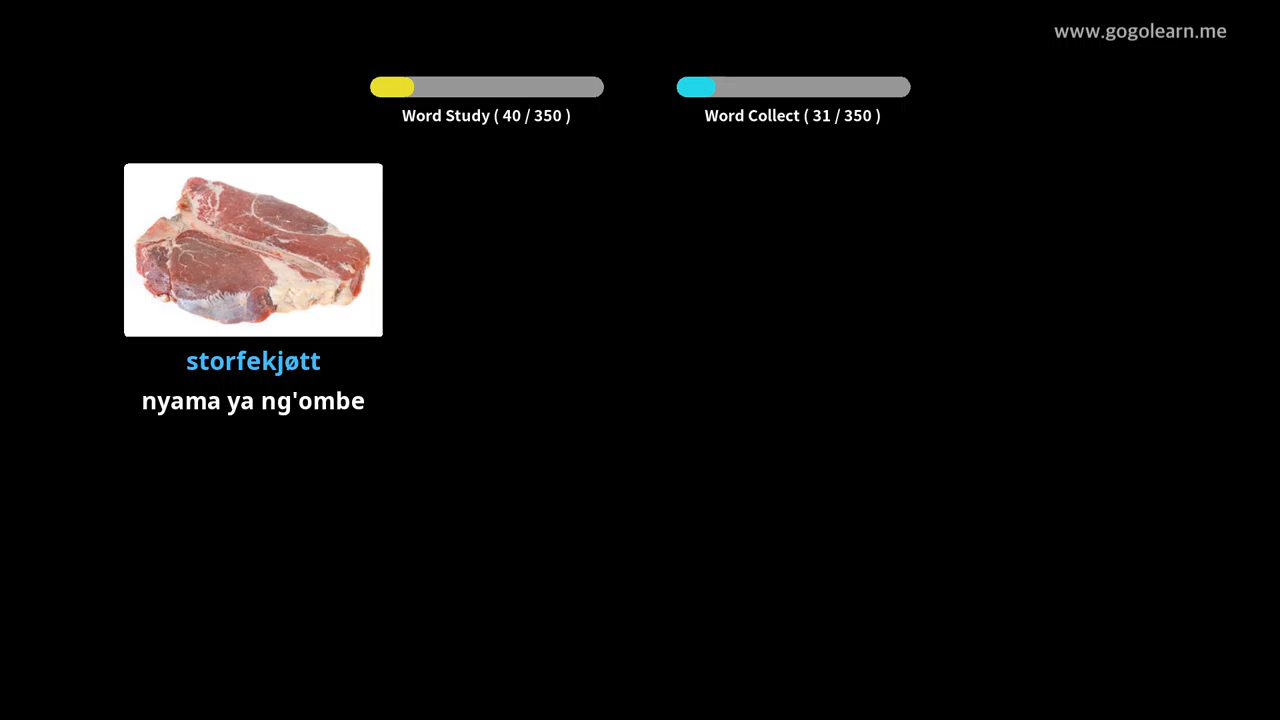 www.gogolearn.me
Word Study ( 40 / 350 )
Word Collect ( 31 / 350 )
storfekjøtt
nyama ya ng'ombe